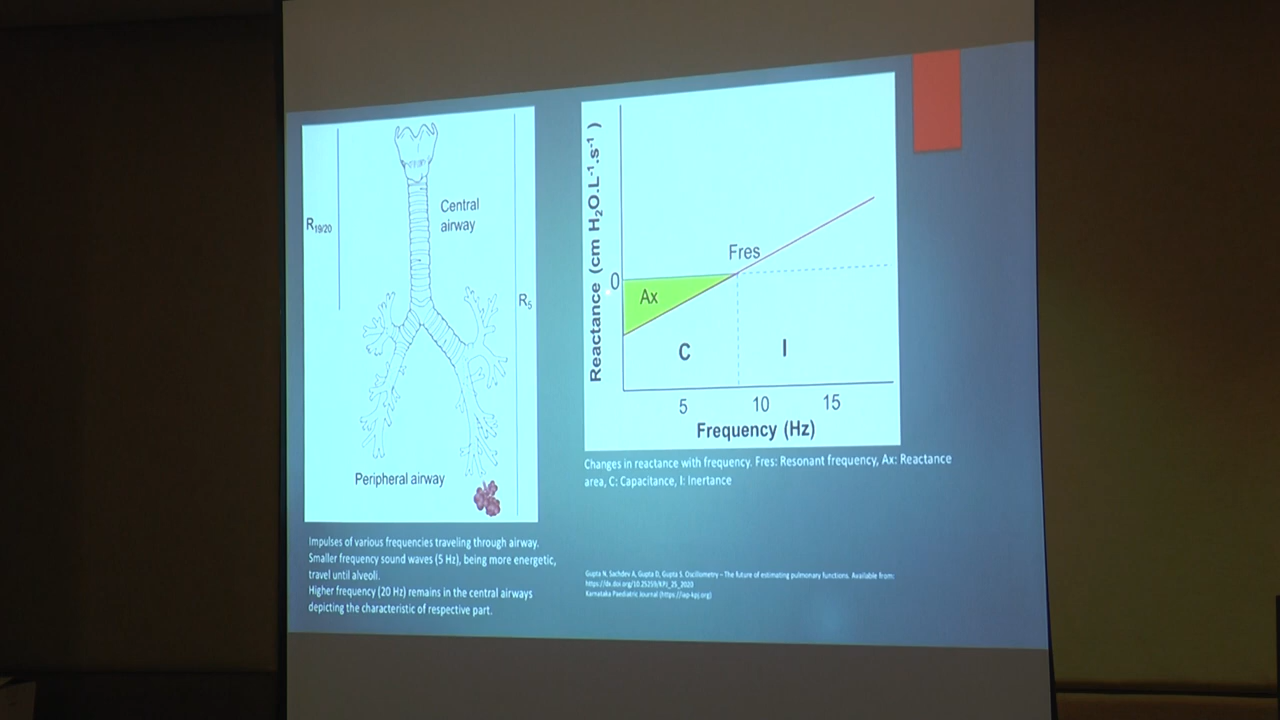 R19/20
Central
airway
R5
Peripheral airway
Impulses of various frequencies traveling through airway.
Smaller frequency sound waves (5 Hz), being more energetic,
travel until alveoli.
Higher frequency (20 Hz) remains in the central airways
depicting the characteristic of respective part.
Reactance (cm H2O.L-1.s-1 )
0
Fres
Ax
C
I
5 10 15
Frequency (Hz)
Changes in reactance with frequency. Fres: Resonant frequency, Ax: Reactance
area, C: Capacitance, I: Inertance
Gupta N, Sachdev A, Gupta D, Gupta S. Oscillometry – The future of estimating pulmonary functions. Available from:
https://dx.doi.org/10.25259/KPJ_25_2020
Karnataka Paediatric Journal (https://iap-kpj.org)